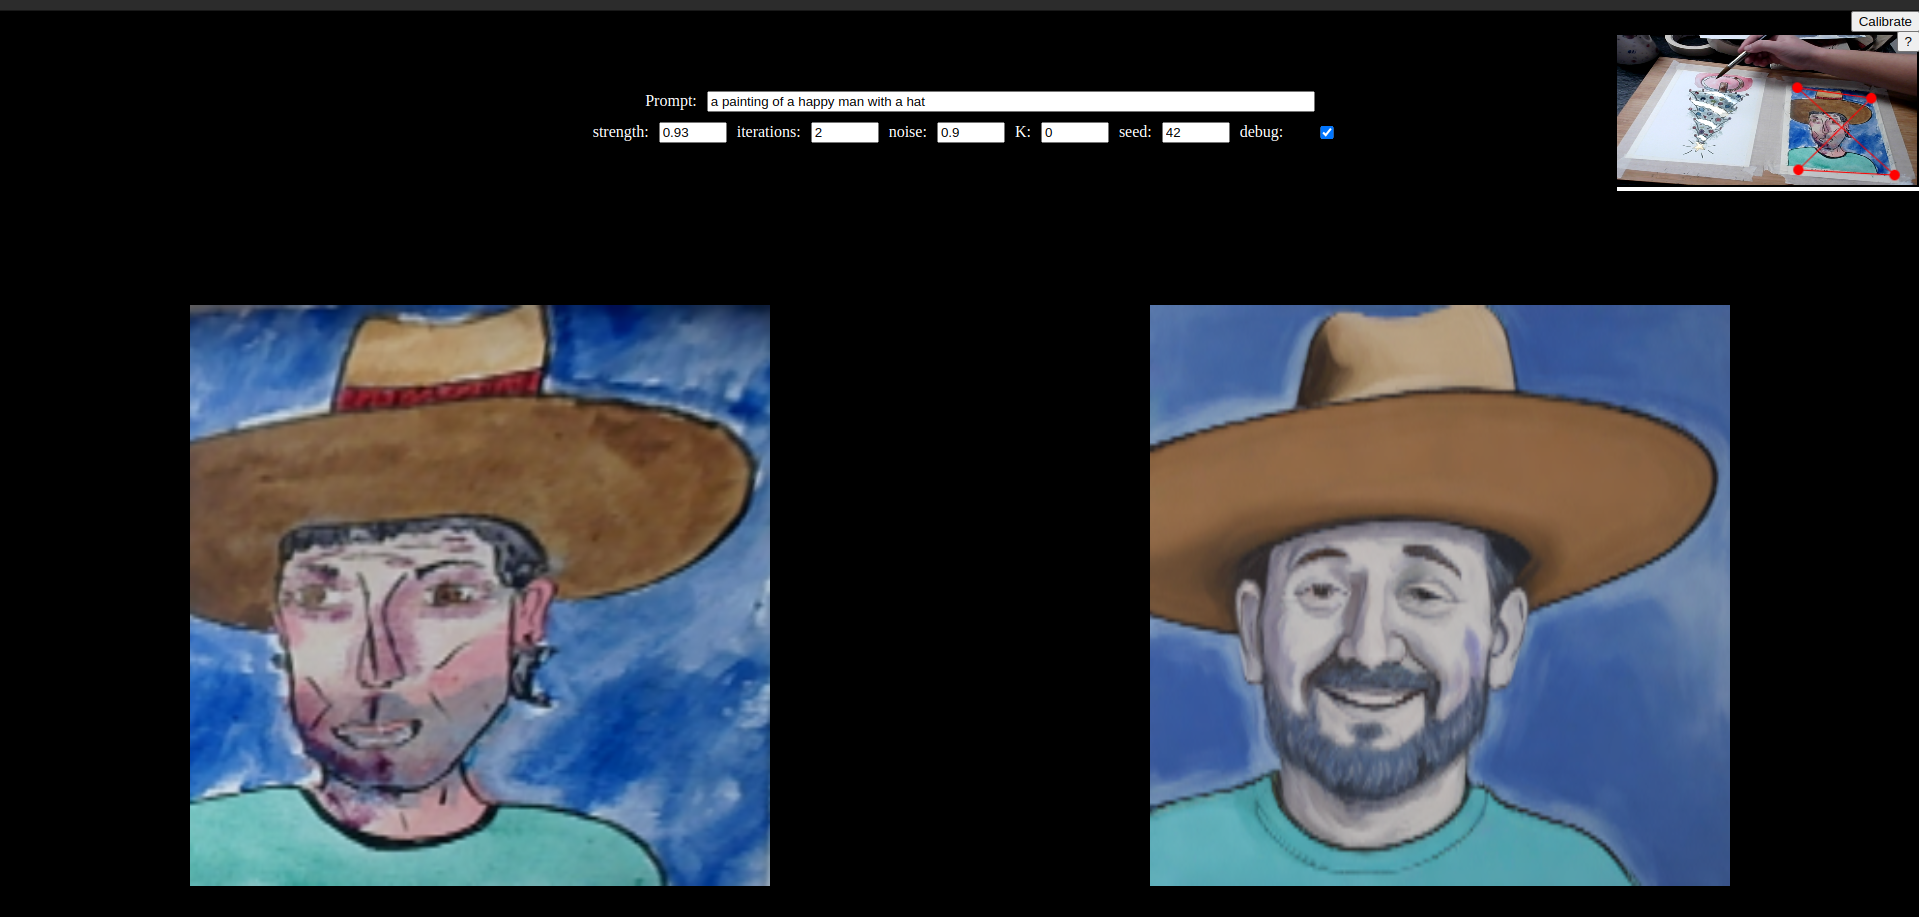 Calibrate
?
Prompt: a painting of a happy man with a hat
strength: 0.93 iterations: 2 noise: 0.9 K: 0 seed: 42 debug: